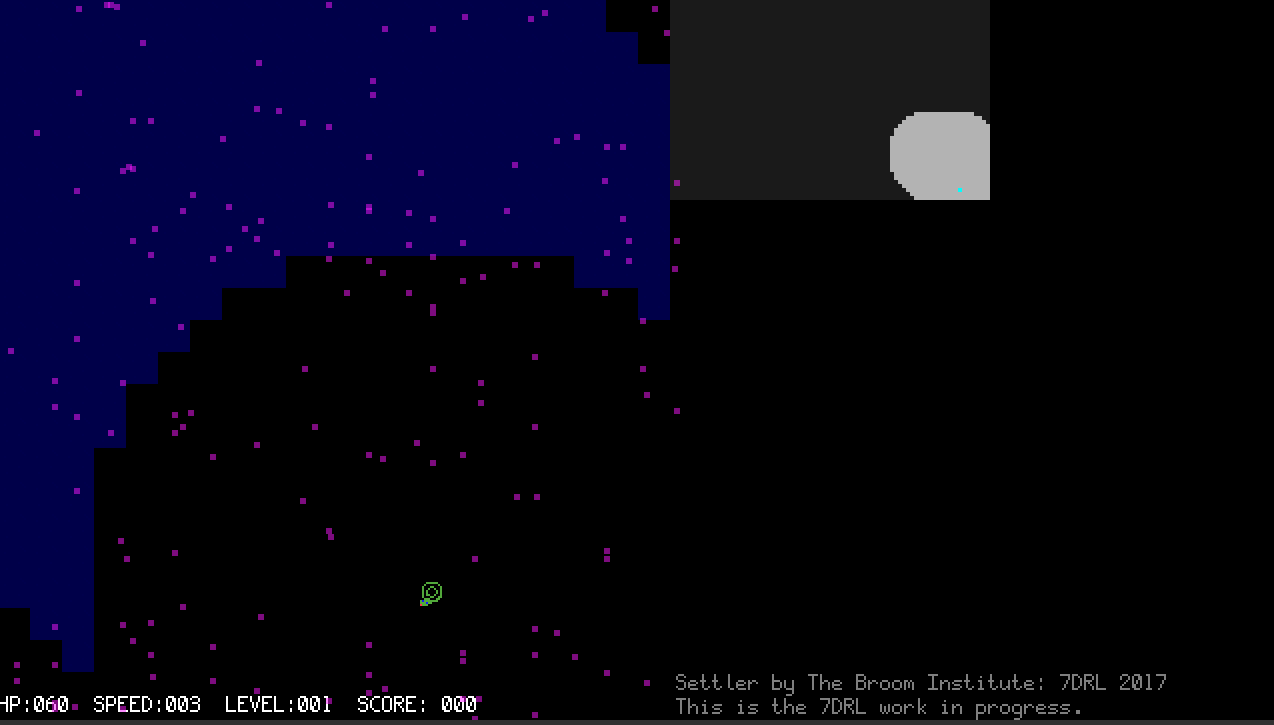 HP:060 SPEED:003 LEVEL:001 SCORE: 000
Settler by The Broom Institute: 7DRL 2017
This is the 7DRL work in progress.